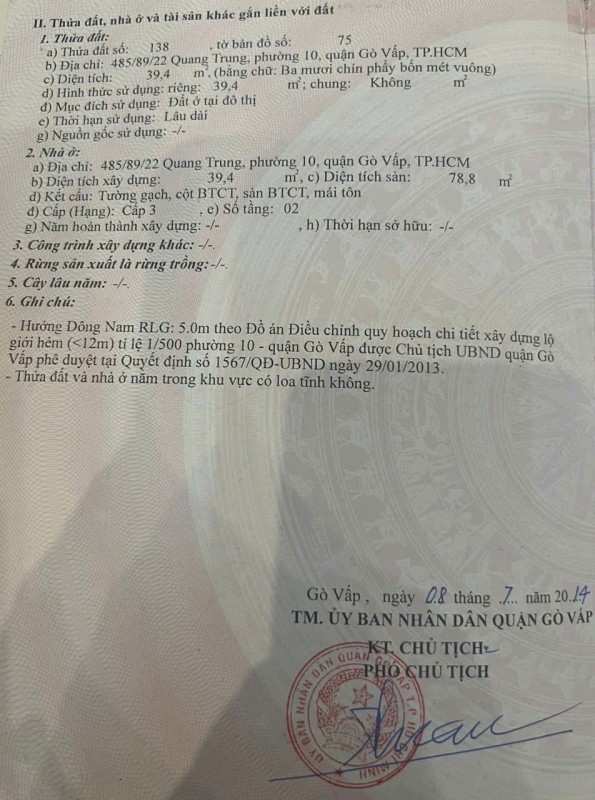 II. Thửa đất, nhà ở và tài sản khác gắn liền với đất
1. Thửa đất:
a) Thửa đất số: 138 , tờ bản đồ số: 75
b) Địa chỉ: 485/89/22 Quang Trung, phường 10, quận Gò Vấp, TP.HCM
c) Diện tích: 39,4 m², (bằng chữ: Ba mươi chín phẩy bốn mét vuông)
d) Hình thức sử dụng: riêng: 39,4 m²; chung: Không m²
đ) Mục đích sử dụng: Đất ở tại đô thị
e) Thời hạn sử dụng: Lâu dài
g) Nguồn gốc sử dụng: -/-
2. Nhà ở:
a) Địa chỉ: 485/89/22 Quang Trung, phường 10, quận Gò Vấp, TP.HCM
b) Diện tích xây dựng: 39,4 m², c) Diện tích sàn: 78,8 m²
d) Kết cấu: Tường gạch, cột BTCT, sàn BTCT, mái tôn
đ) Cấp (Hạng): Cấp 3 , e) Số tầng: 02
g) Năm hoàn thành xây dựng: -/- , h) Thời hạn sở hữu: -/-
3. Công trình xây dựng khác: -/-.
4. Rừng sản xuất là rừng trồng:-/-.
5. Cây lâu năm: -/-.
6. Ghi chú:
- Hướng Đông Nam RLG: 5.0m theo Đồ án Điều chỉnh quy hoạch chi tiết xây dựng lộ
giới hẻm (<12m) tỉ lệ 1/500 phường 10 - quận Gò Vấp được Chủ tịch UBND quận Gò
Vấp phê duyệt tại Quyết định số 1567/QĐ-UBND ngày 29/01/2013.
- Thửa đất và nhà ở nằm trong khu vực có loa tĩnh không.
Gò Vấp , ngày 08 tháng .7... năm 20.14
TM. ỦY BAN NHÂN DÂN QUẬN GÒ VẤP
KT. CHỦ TỊCH
PHÓ CHỦ TỊCH
ỦY BAN NHÂN DÂN QUẬN GÒ VẤP T.P HỒ CHÍ MINH